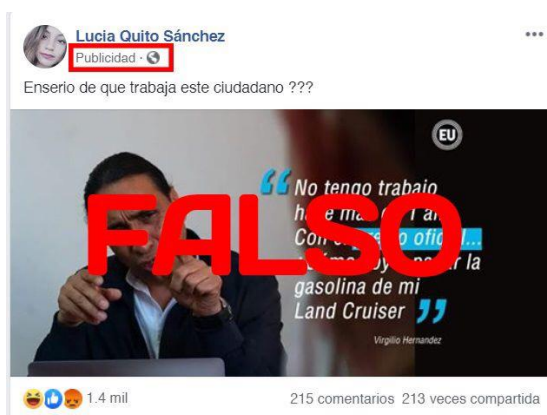 Lucia Quito Sánchez
Publicidad ·
Enserio de que trabaja este ciudadano ???
EU
“ No tengo trabajo
más
Con
gasolina de mi
Land Cruiser ”
Virgilio Hernandez
FALSO
1.4 mil
215 comentarios 213 veces compartida